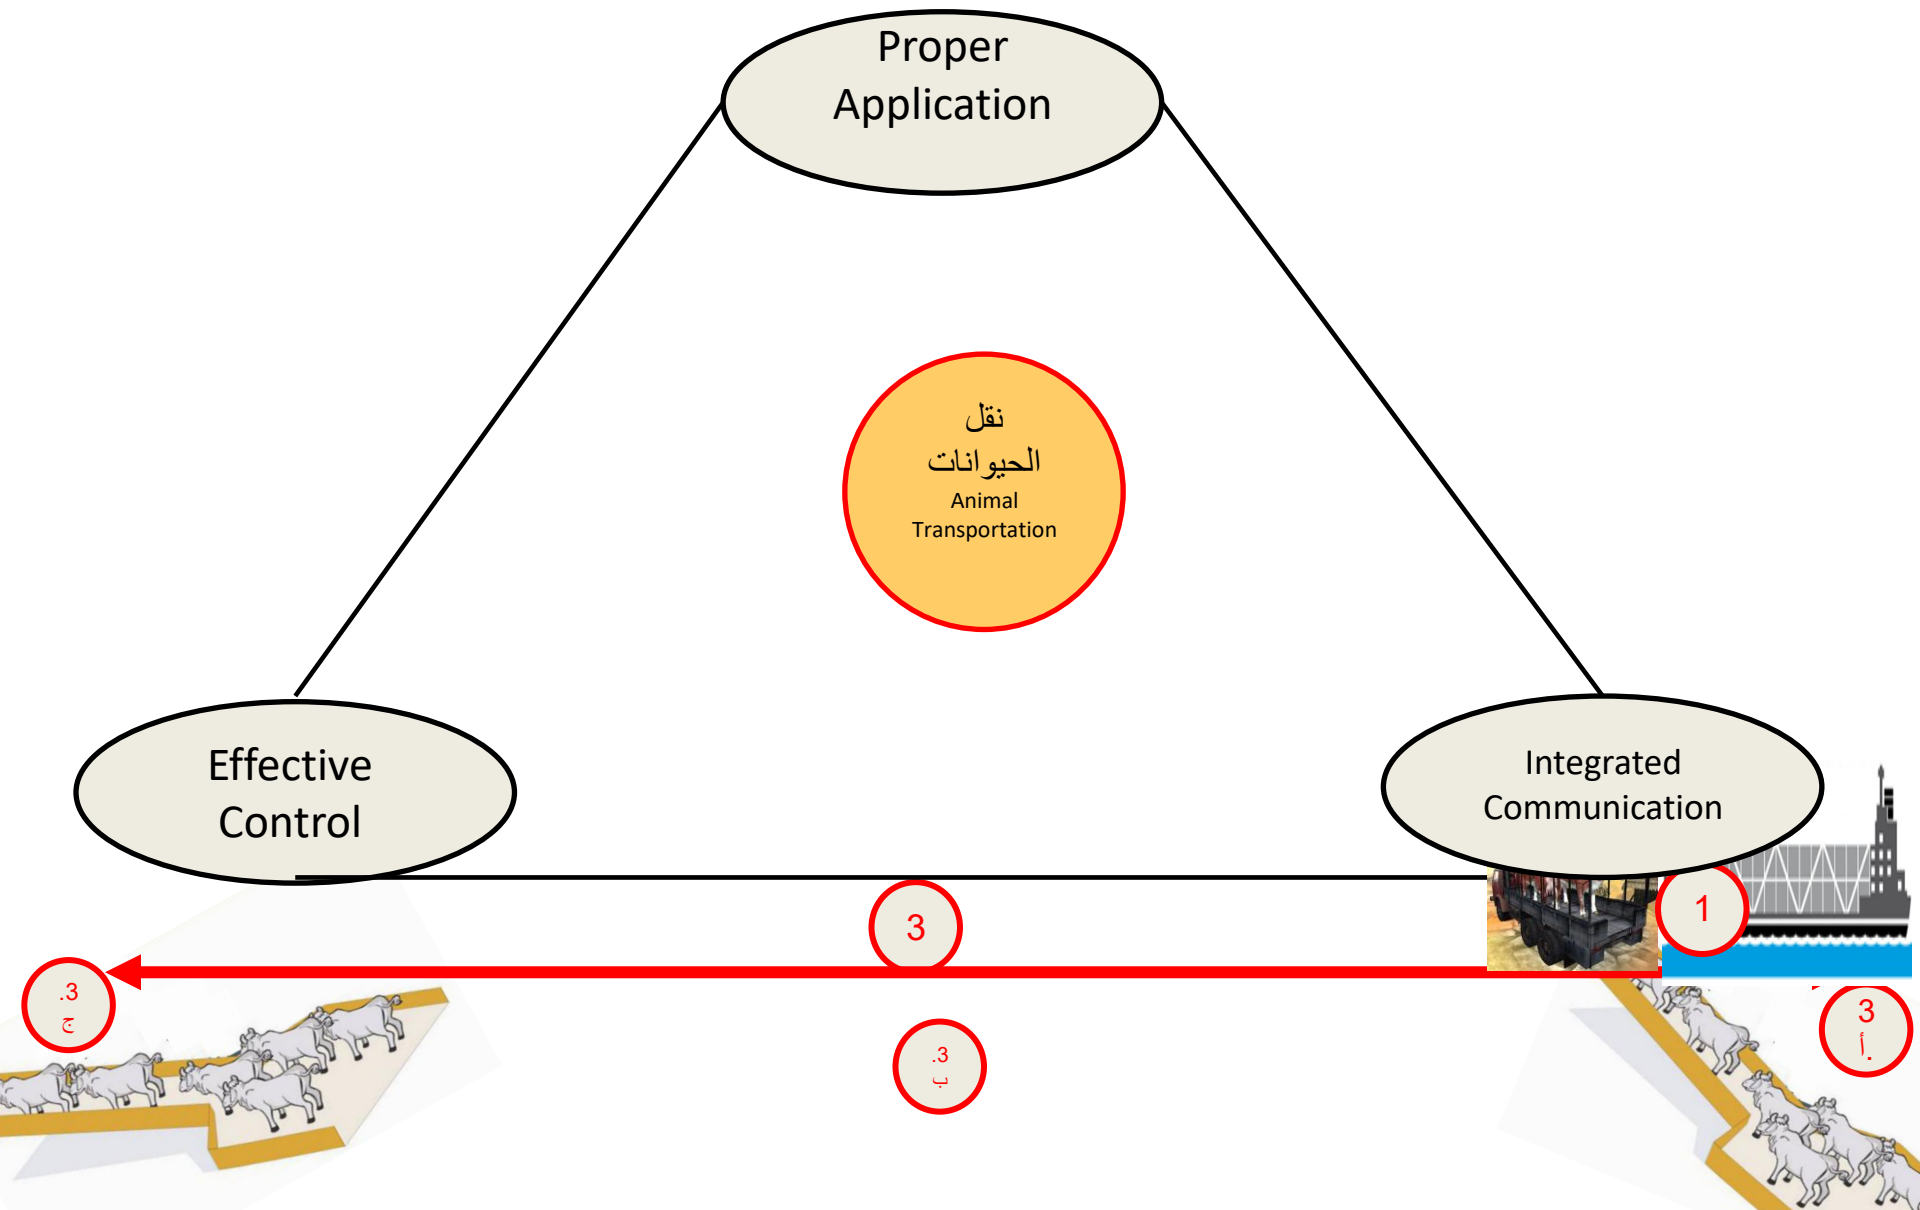 Proper
Application
نقل
الحيوانات
Animal
Transportation
Effective
Control
Integrated
Communication
1
3
.3
ج
3
أ.
.3
ب